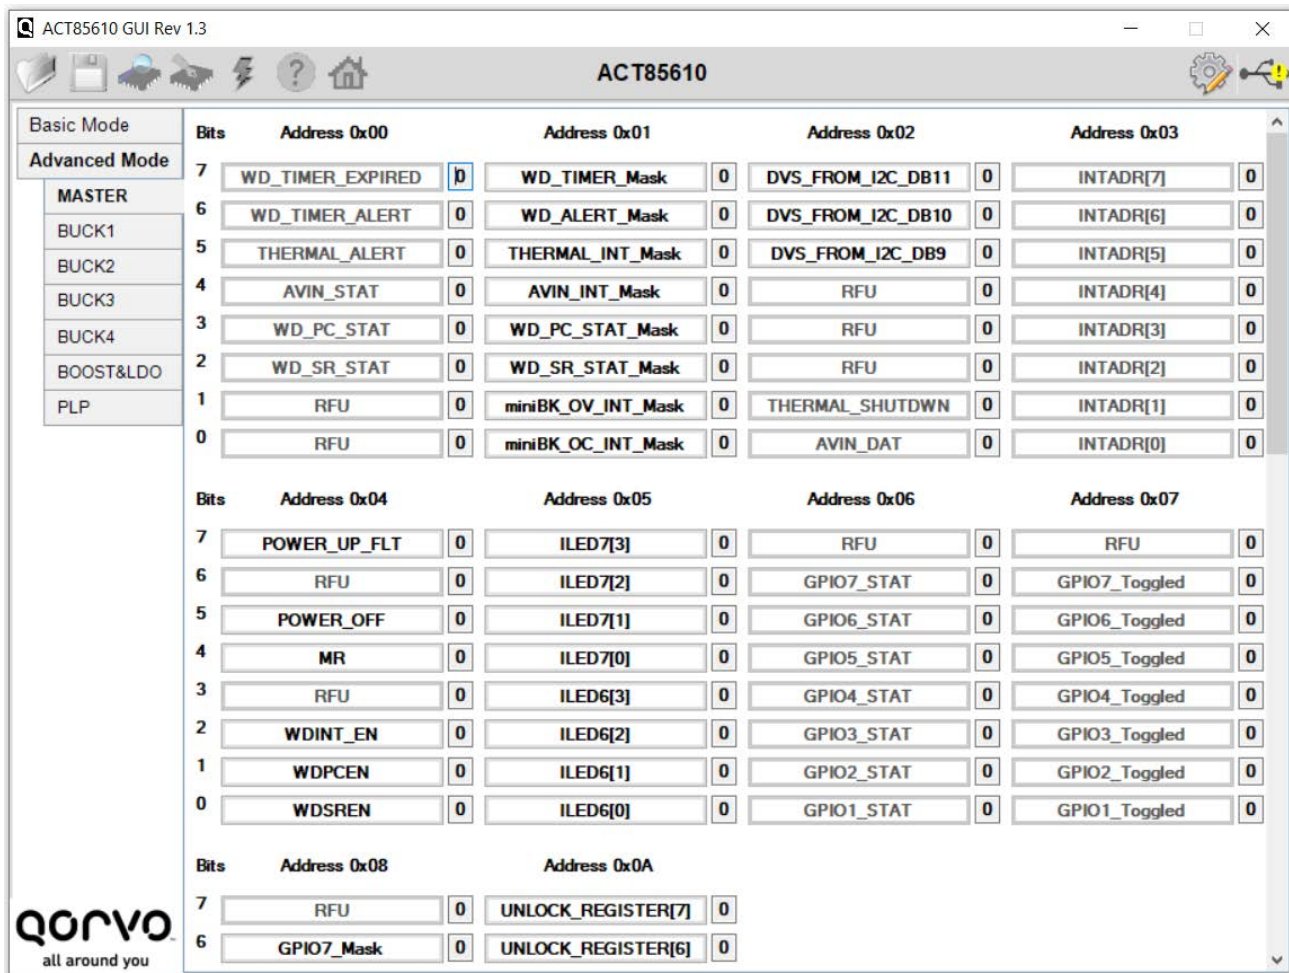 ACT85610 GUI Rev 1.3
ACT85610
Basic Mode
Advanced Mode
MASTER
BUCK1
BUCK2
BUCK3
BUCK4
BOOST&LDO
PLP
Bits Address 0x00 Address 0x01 Address 0x02 Address 0x03
7 WD_TIMER_EXPIRED 0 WD_TIMER_Mask 0 DVS_FROM_I2C_DB11 0 INTADR[7] 0
6 WD_TIMER_ALERT 0 WD_ALERT_Mask 0 DVS_FROM_I2C_DB10 0 INTADR[6] 0
5 THERMAL_ALERT 0 THERMAL_INT_Mask 0 DVS_FROM_I2C_DB9 0 INTADR[5] 0
4 AVIN_STAT 0 AVIN_INT_Mask 0 RFU 0 INTADR[4] 0
3 WD_PC_STAT 0 WD_PC_STAT_Mask 0 RFU 0 INTADR[3] 0
2 WD_SR_STAT 0 WD_SR_STAT_Mask 0 RFU 0 INTADR[2] 0
1 RFU 0 miniBK_OV_INT_Mask 0 THERMAL_SHUTDWN 0 INTADR[1] 0
0 RFU 0 miniBK_OC_INT_Mask 0 AVIN_DAT 0 INTADR[0] 0
Bits Address 0x04 Address 0x05 Address 0x06 Address 0x07
7 POWER_UP_FLT 0 ILED7[3] 0 RFU 0 RFU 0
6 RFU 0 ILED7[2] 0 GPIO7_STAT 0 GPIO7_Toggled 0
5 POWER_OFF 0 ILED7[1] 0 GPIO6_STAT 0 GPIO6_Toggled 0
4 MR 0 ILED7[0] 0 GPIO5_STAT 0 GPIO5_Toggled 0
3 RFU 0 ILED6[3] 0 GPIO4_STAT 0 GPIO4_Toggled 0
2 WDINT_EN 0 ILED6[2] 0 GPIO3_STAT 0 GPIO3_Toggled 0
1 WDPCEN 0 ILED6[1] 0 GPIO2_STAT 0 GPIO2_Toggled 0
0 WDSREN 0 ILED6[0] 0 GPIO1_STAT 0 GPIO1_Toggled 0
Bits Address 0x08 Address 0x0A
7 RFU 0 UNLOCK_REGISTER[7] 0
6 GPIO7_Mask 0 UNLOCK_REGISTER[6] 0
QORVO
all around you